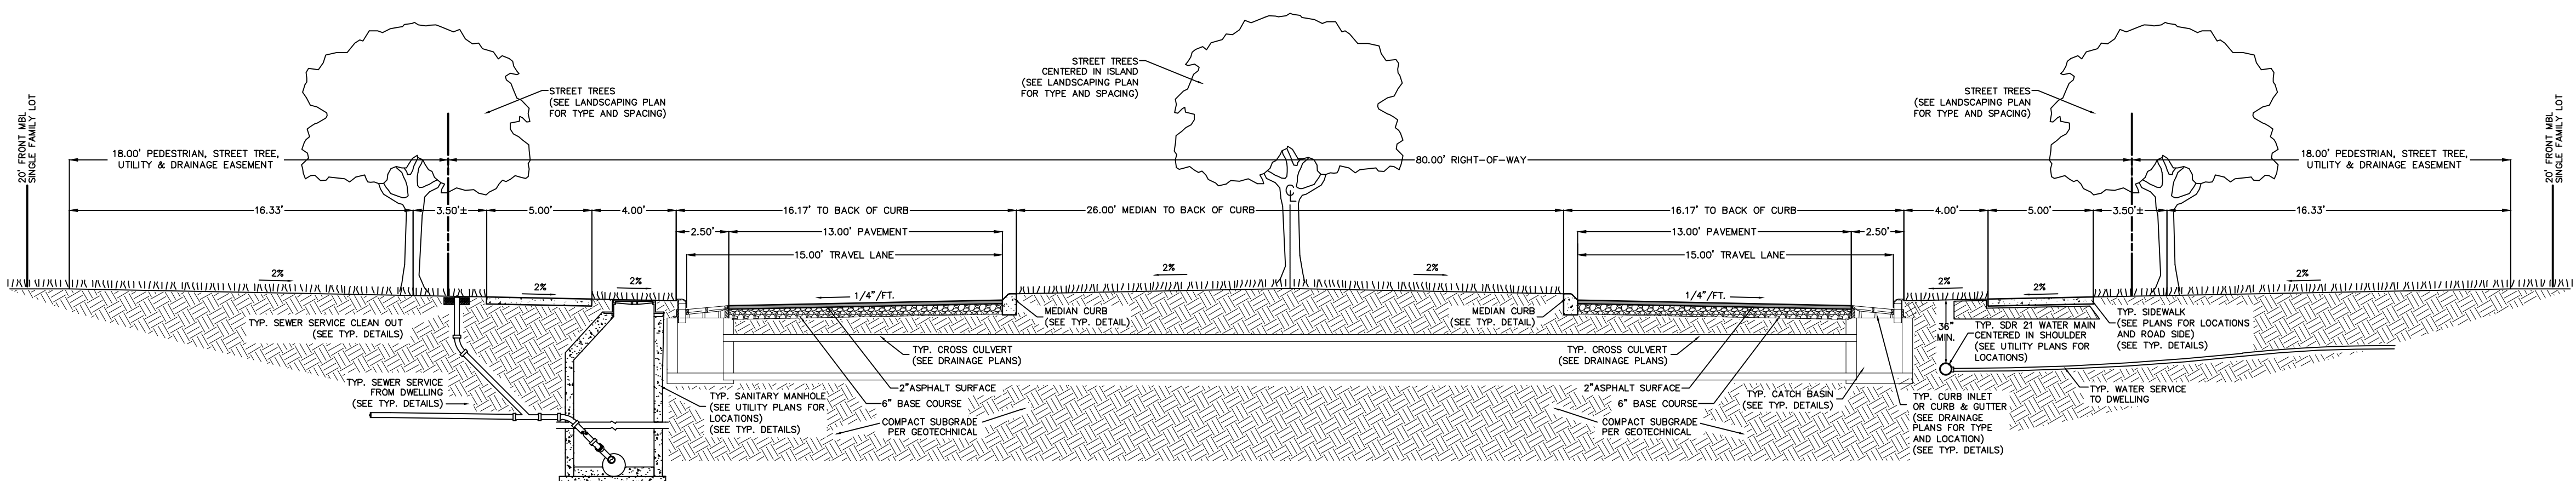 20' FRONT MBL
SINGLE FAMILY LOT
18.00' PEDESTRIAN, STREET TREE,
UTILITY & DRAINAGE EASEMENT
STREET TREES
(SEE LANDSCAPING PLAN
FOR TYPE AND SPACING)
STREET TREES
CENTERED IN ISLAND
(SEE LANDSCAPING PLAN
FOR TYPE AND SPACING)
80.00' RIGHT-OF-WAY
STREET TREES
(SEE LANDSCAPING PLAN
FOR TYPE AND SPACING)
18.00' PEDESTRIAN, STREET TREE,
UTILITY & DRAINAGE EASEMENT
20' FRONT MBL
SINGLE FAMILY LOT
CL
16.33'
3.50'±
5.00'
4.00'
16.17' TO BACK OF CURB
26.00' MEDIAN TO BACK OF CURB
16.17' TO BACK OF CURB
4.00'
5.00'
3.50'±
16.33'
2.50'
13.00' PAVEMENT
13.00' PAVEMENT
2.50'
15.00' TRAVEL LANE
15.00' TRAVEL LANE
2%
2%
2%
1/4"/FT.
2%
2%
1/4"/FT.
2%
2%
2%
TYP. SEWER SERVICE CLEAN OUT
(SEE TYP. DETAILS)
TYP. SEWER SERVICE
FROM DWELLING
(SEE TYP. DETAILS)
TYP. SANITARY MANHOLE
(SEE UTILITY PLANS FOR
LOCATIONS)
(SEE TYP. DETAILS)
TYP. CROSS CULVERT
(SEE DRAINAGE PLANS)
2"ASPHALT SURFACE
6" BASE COURSE
COMPACT SUBGRADE
PER GEOTECHNICAL
MEDIAN CURB
(SEE TYP. DETAIL)
MEDIAN CURB
(SEE TYP. DETAIL)
TYP. CROSS CULVERT
(SEE DRAINAGE PLANS)
2"ASPHALT SURFACE
6" BASE COURSE
COMPACT SUBGRADE
PER GEOTECHNICAL
TYP. CATCH BASIN
(SEE TYP. DETAILS)
TYP. CURB INLET
OR CURB & GUTTER
(SEE DRAINAGE
PLANS FOR TYPE
AND LOCATION)
(SEE TYP. DETAILS)
36"
MIN.
TYP. SDR 21 WATER MAIN
CENTERED IN SHOULDER
(SEE UTILITY PLANS FOR
LOCATIONS)
TYP. SIDEWALK
(SEE PLANS FOR LOCATIONS
AND ROAD SIDE)
(SEE TYP. DETAILS)
TYP. WATER SERVICE
TO DWELLING